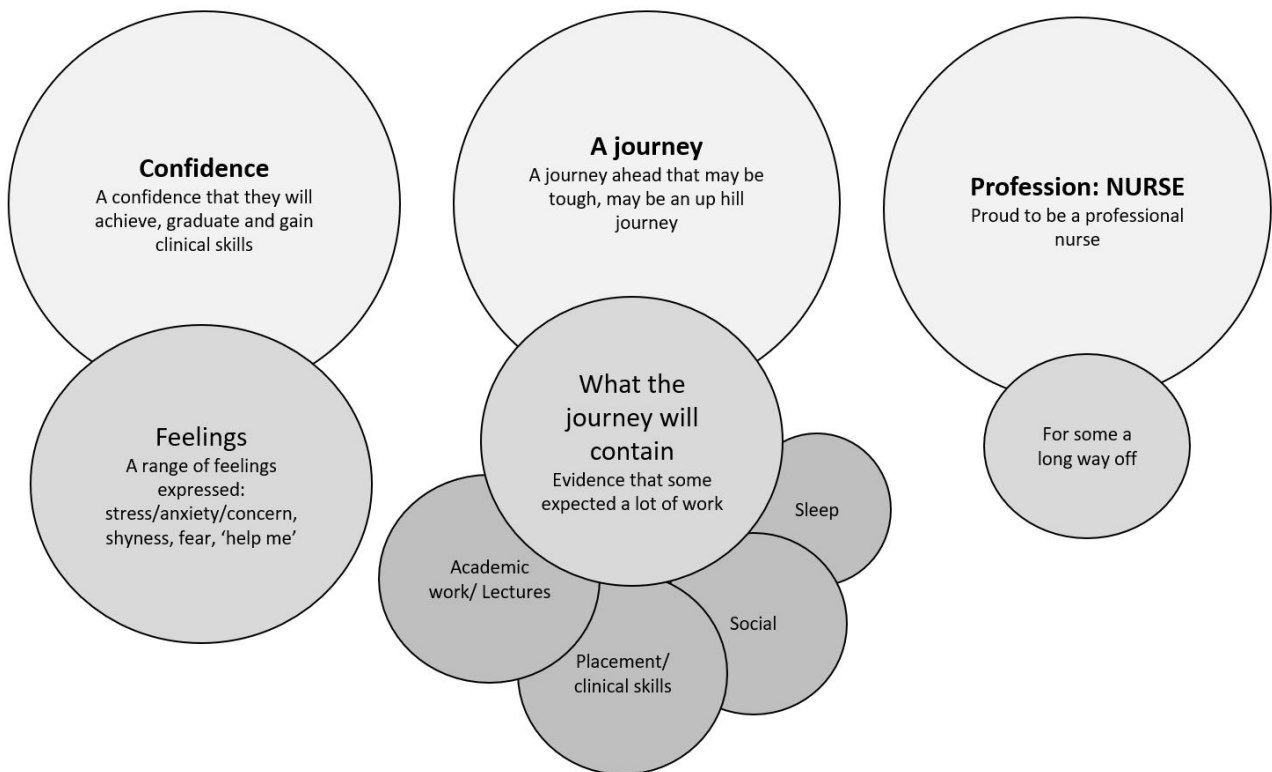 Confidence
A confidence that they will
achieve, graduate and gain
clinical skills
A journey
A journey ahead that may be
tough, may be an up hill
journey
Profession: NURSE
Proud to be a professional
nurse
Feelings
A range of feelings
expressed:
stress/anxiety/concern,
shyness, fear, ‘help me’
What the
journey will
contain
Evidence that some
expected a lot of work
For some a
long way off
Academic
work/ Lectures
Placement/
clinical skills
Social
Sleep